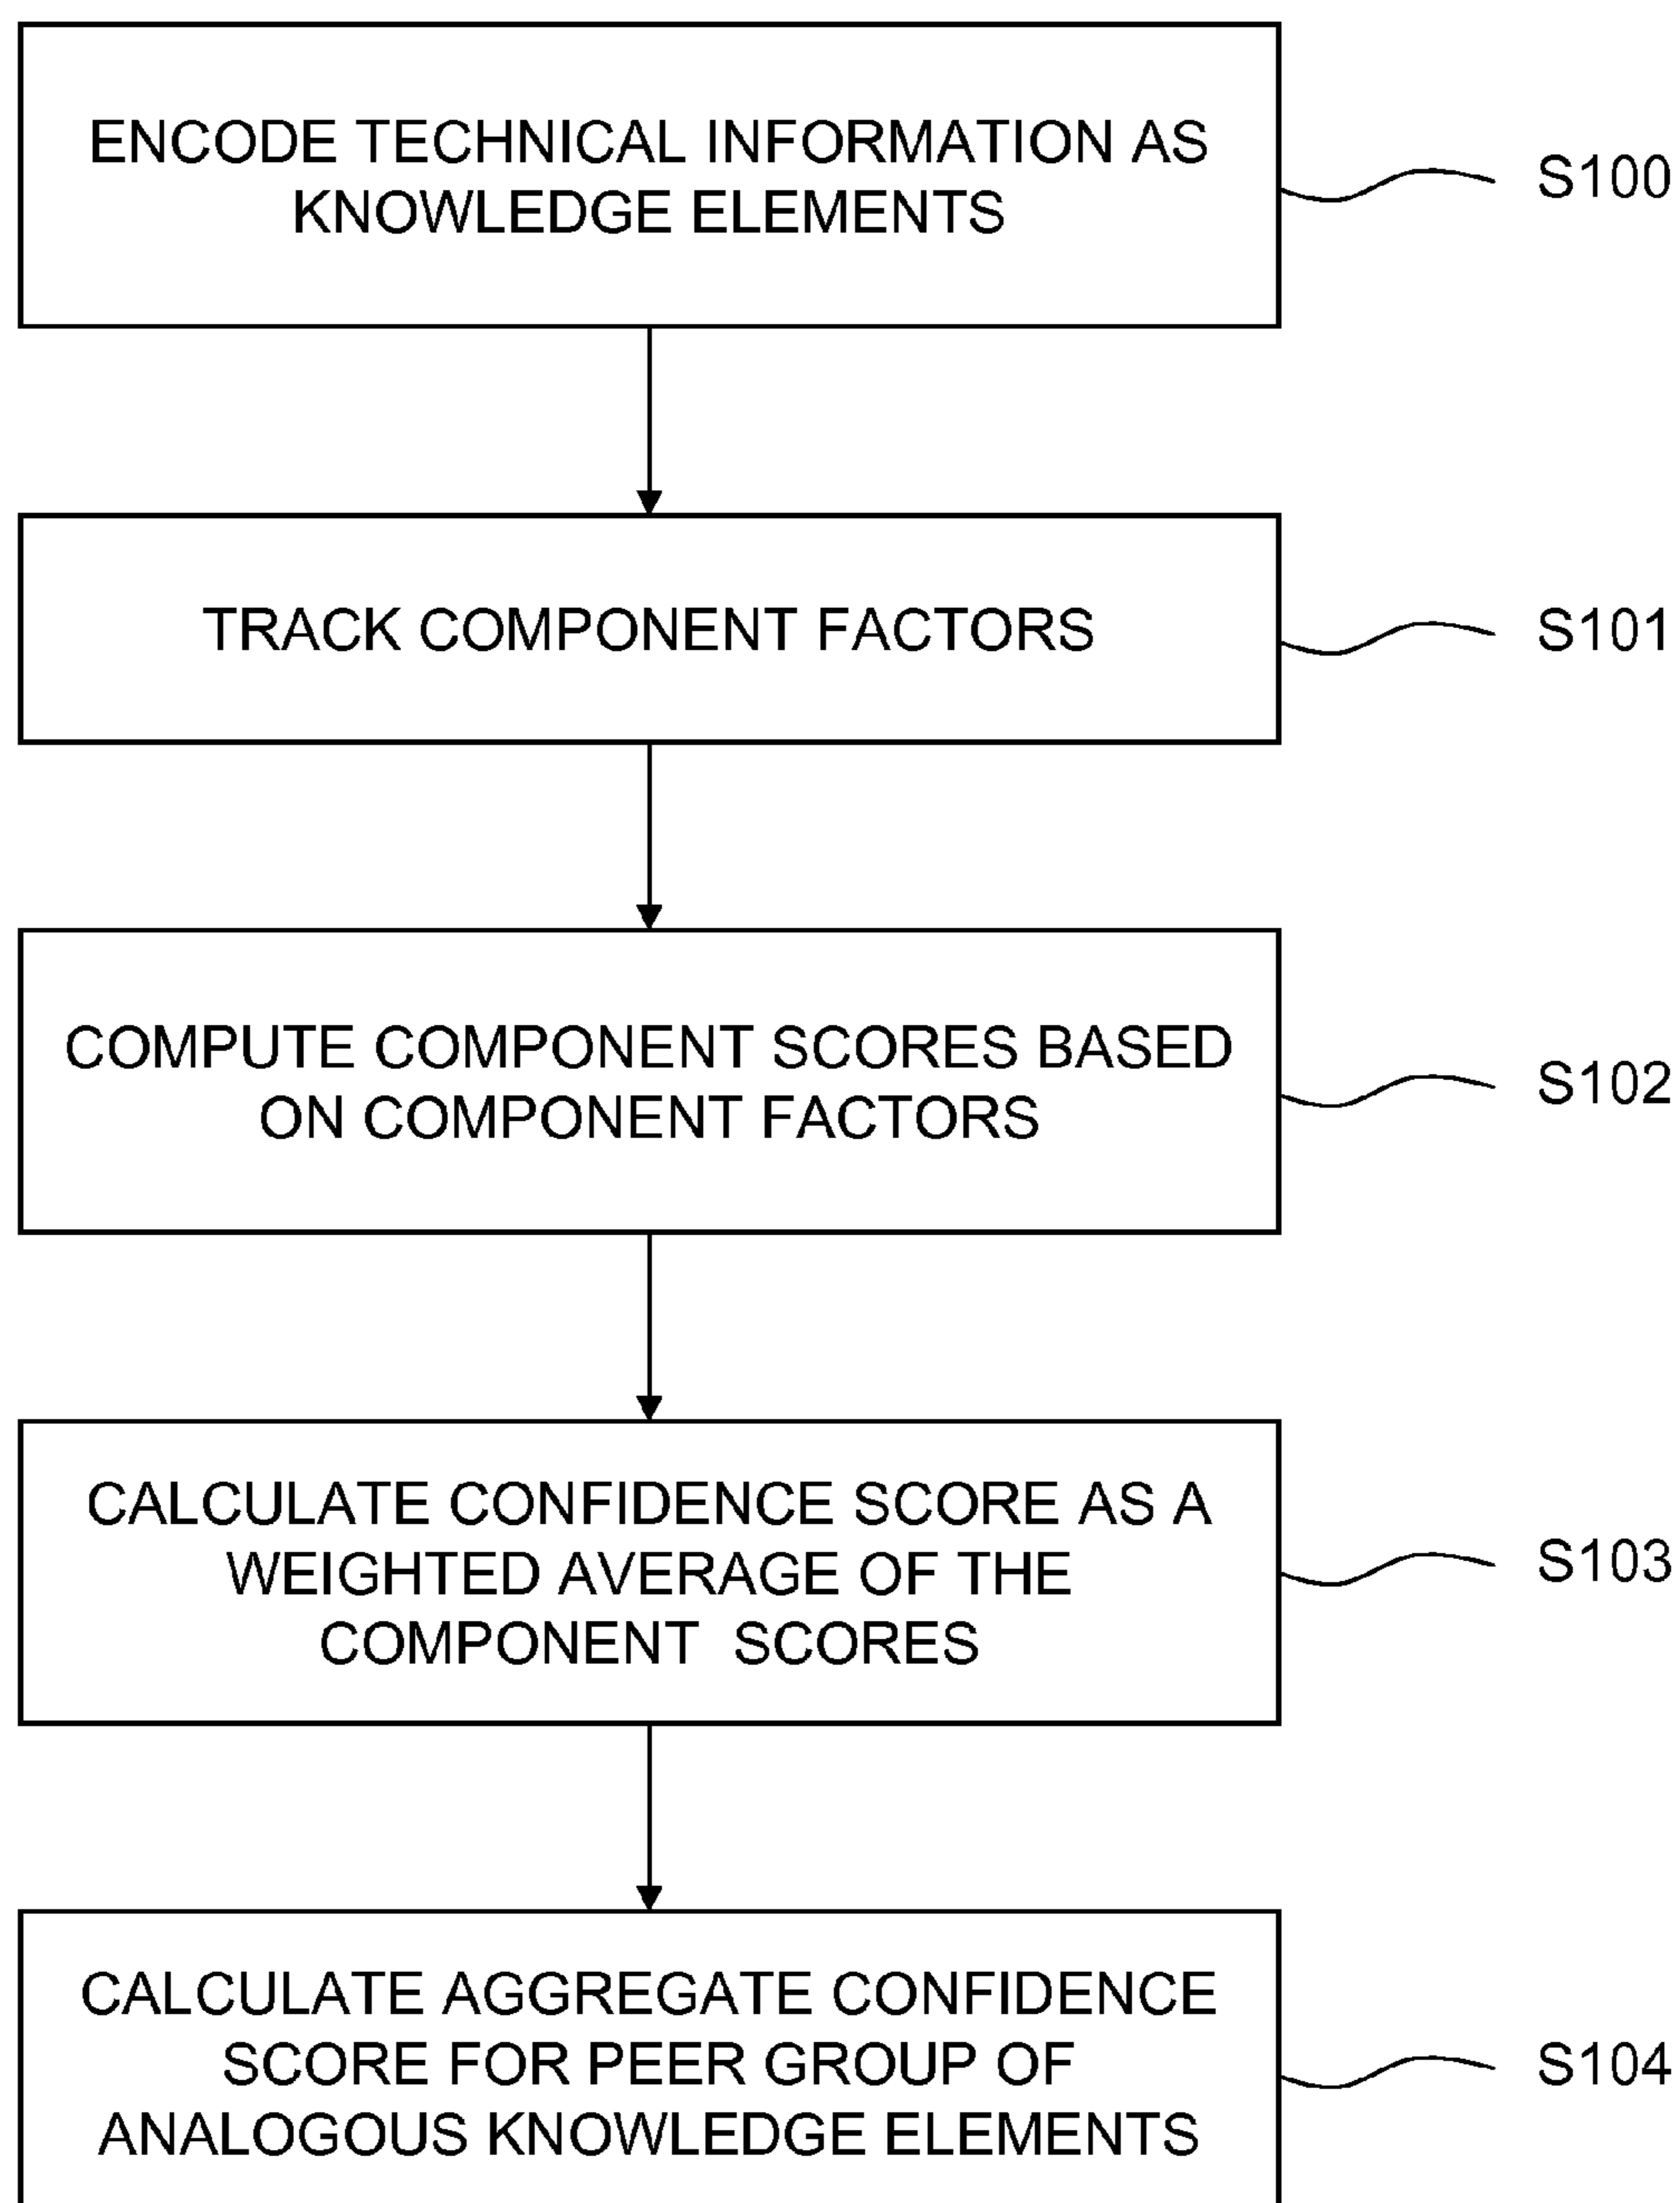 ENCODE TECHNICAL INFORMATION AS
KNOWLEDGE ELEMENTS
S100
TRACK COMPONENT FACTORS
S101
COMPUTE COMPONENT SCORES BASED
ON COMPONENT FACTORS
S102
CALCULATE CONFIDENCE SCORE AS A
WEIGHTED AVERAGE OF THE
COMPONENT SCORES
S103
CALCULATE AGGREGATE CONFIDENCE
SCORE FOR PEER GROUP OF
ANALOGOUS KNOWLEDGE ELEMENTS
S104